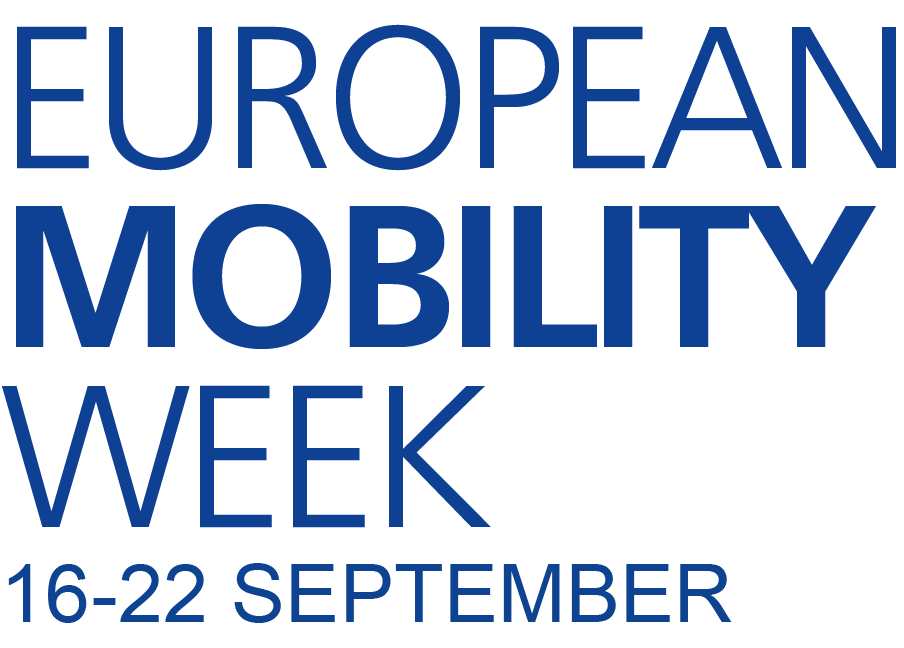 EUROPEAN
MOBILITY
WEEK
16-22 SEPTEMBER